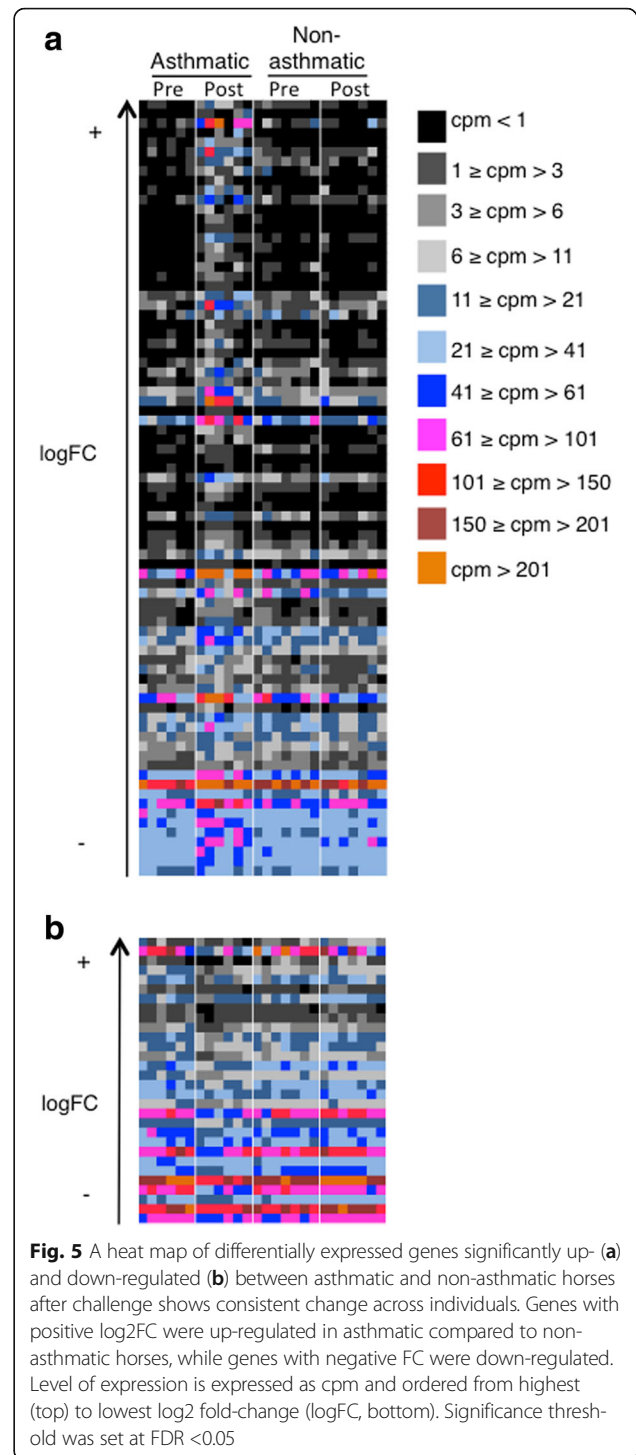 a
Non-
asthmatic
Asthmatic
Pre Post Pre Post
+
logFC
-
cpm < 1
1 ≥ cpm > 3
3 ≥ cpm > 6
6 ≥ cpm > 11
11 ≥ cpm > 21
21 ≥ cpm > 41
41 ≥ cpm > 61
61 ≥ cpm > 101
101 ≥ cpm > 150
150 ≥ cpm > 201
cpm > 201
b
+
logFC
-
Fig. 5 A heat map of differentially expressed genes significantly up- (a)
and down-regulated (b) between asthmatic and non-asthmatic horses
after challenge shows consistent change across individuals. Genes with
positive log2FC were up-regulated in asthmatic compared to non-
asthmatic horses, while genes with negative FC were down-regulated.
Level of expression is expressed as cpm and ordered from highest
(top) to lowest log2 fold-change (logFC, bottom). Significance thresh-
old was set at FDR <0.05